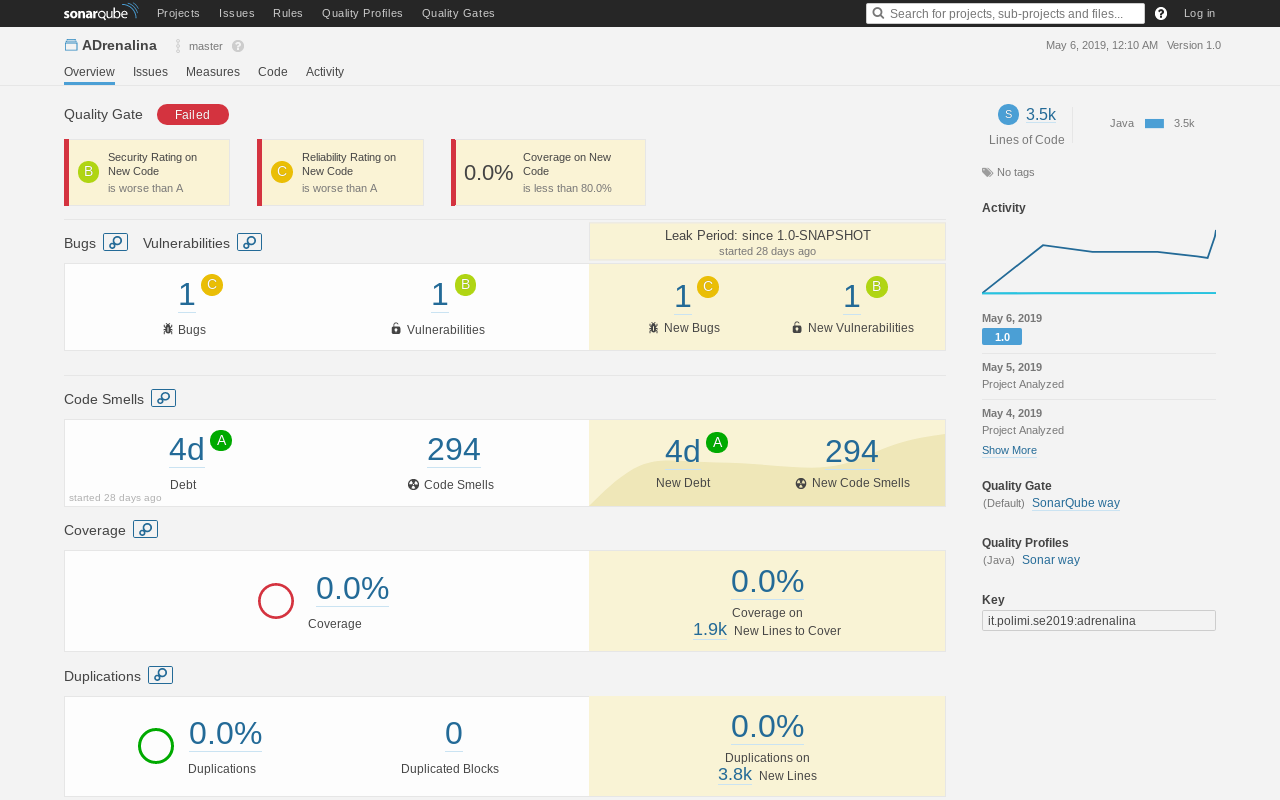 sonarqube Projects Issues Rules Quality Profiles Quality Gates Search for projects, sub-projects and files... ? Log in
ADrenalina master ? May 6, 2019, 12:10 AM Version 1.0
Overview Issues Measures Code Activity
Quality Gate Failed
B Security Rating on New Code is worse than A
C Reliability Rating on New Code is worse than A
0.0% Coverage on New Code is less than 80.0%
Bugs Vulnerabilities
Leak Period: since 1.0-SNAPSHOT
started 28 days ago
1 C 1 B 1 C 1 B
Bugs Vulnerabilities New Bugs New Vulnerabilities
Code Smells
4d A 294 4d A 294
Debt Code Smells New Debt New Code Smells
started 28 days ago
Coverage
0.0% 0.0%
Coverage Coverage on
1.9k New Lines to Cover
Duplications
0.0% 0 0.0%
Duplications Duplicated Blocks Duplications on
3.8k New Lines
S 3.5k Java 3.5k
Lines of Code
No tags
Activity
May 6, 2019
1.0
May 5, 2019
Project Analyzed
May 4, 2019
Project Analyzed
Show More
Quality Gate
(Default) SonarQube way
Quality Profiles
(Java) Sonar way
Key
it.polimi.se2019:adrenalina